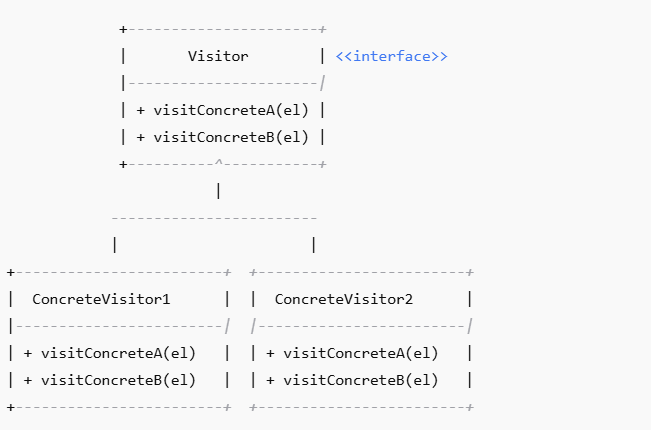 +----------------------+
|       Visitor        | <<interface>>
|----------------------|
| + visitConcreteA(el) |
| + visitConcreteB(el) |
+----------^-----------+
|
------------------------
| |
+------------------------+ +------------------------+
| ConcreteVisitor1 | | ConcreteVisitor2 |
|------------------------| |------------------------|
| + visitConcreteA(el) | | + visitConcreteA(el) |
| + visitConcreteB(el) | | + visitConcreteB(el) |
+------------------------+ +------------------------+